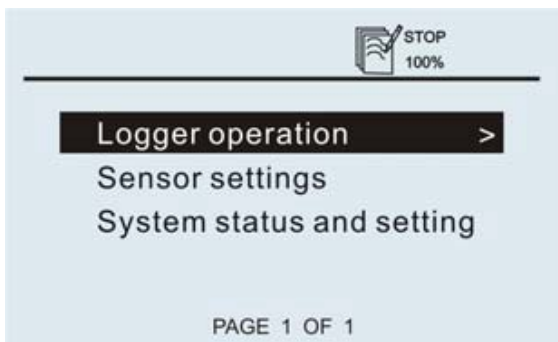 STOP
100%
Logger operation >
Sensor settings
System status and setting
PAGE 1 OF 1